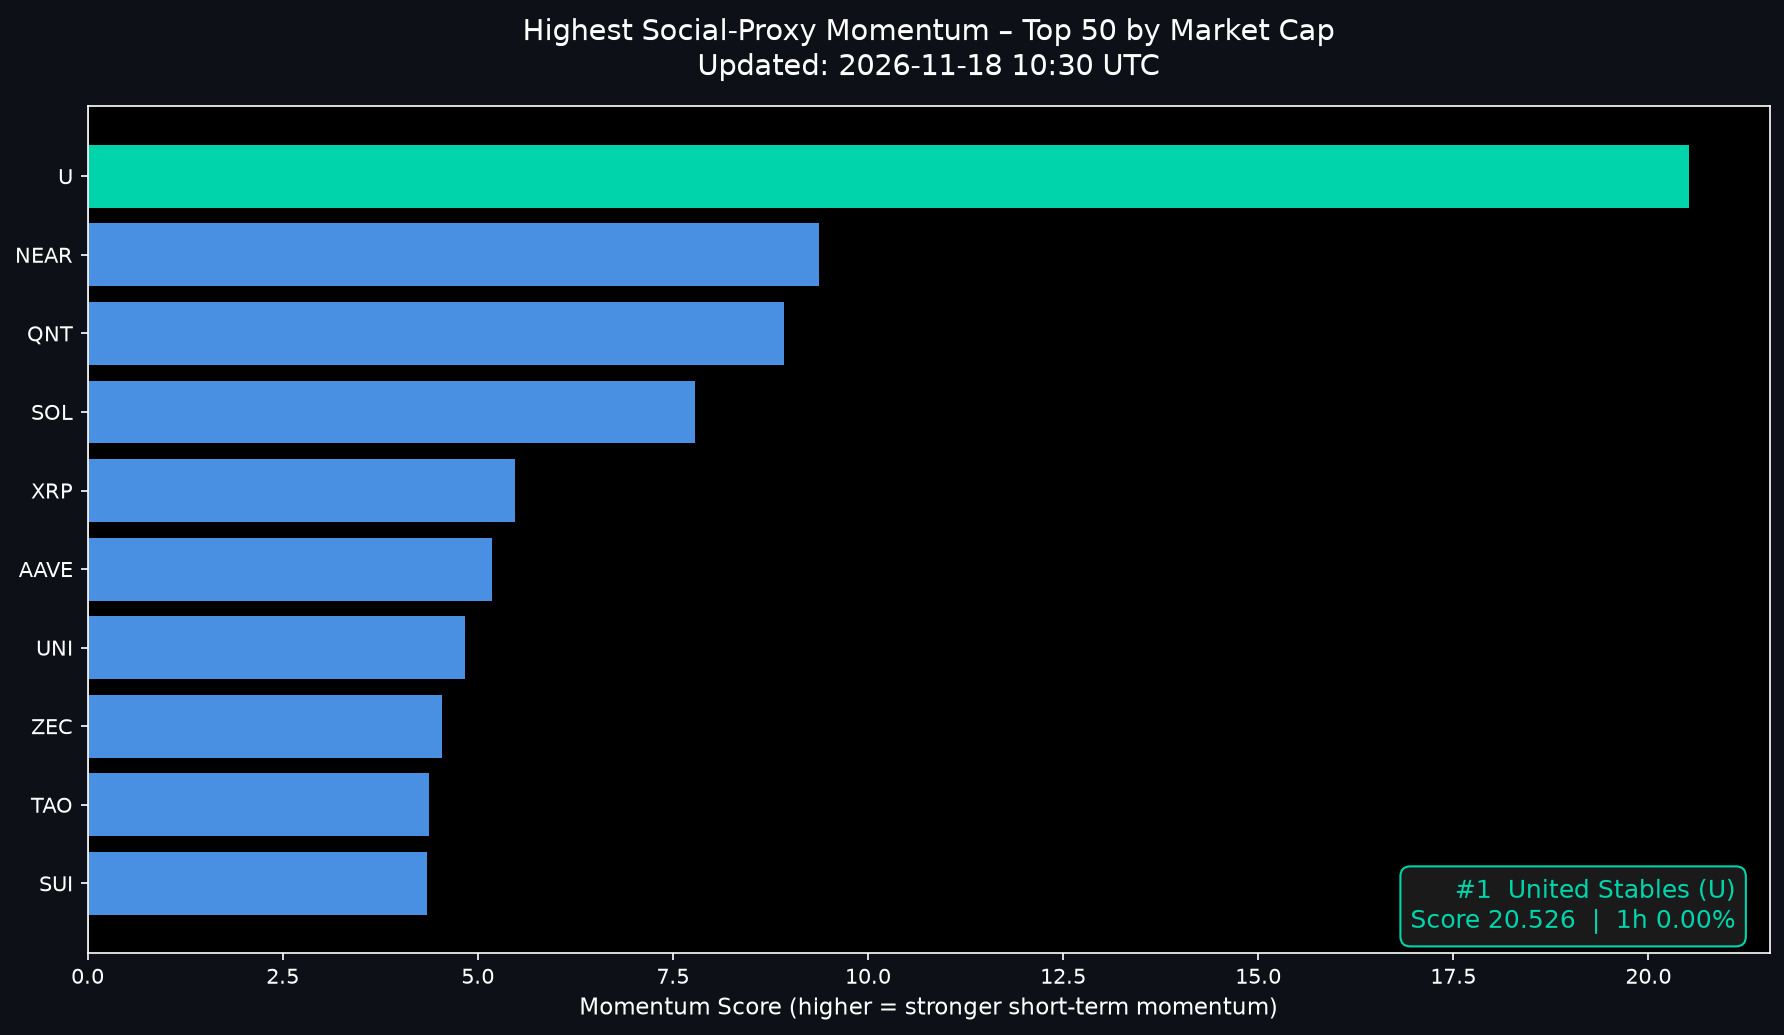 Highest Social-Proxy Momentum – Top 50 by Market Cap
Updated: 2026-11-18 10:30 UTC
U
NEAR
QNT
SOL
XRP
AAVE
UNI
ZEC
TAO
SUI
#1  United Stables (U)
Score 20.526  |  1h 0.00%
0.0 2.5 5.0 7.5 10.0 12.5 15.0 17.5 20.0
Momentum Score (higher = stronger short-term momentum)